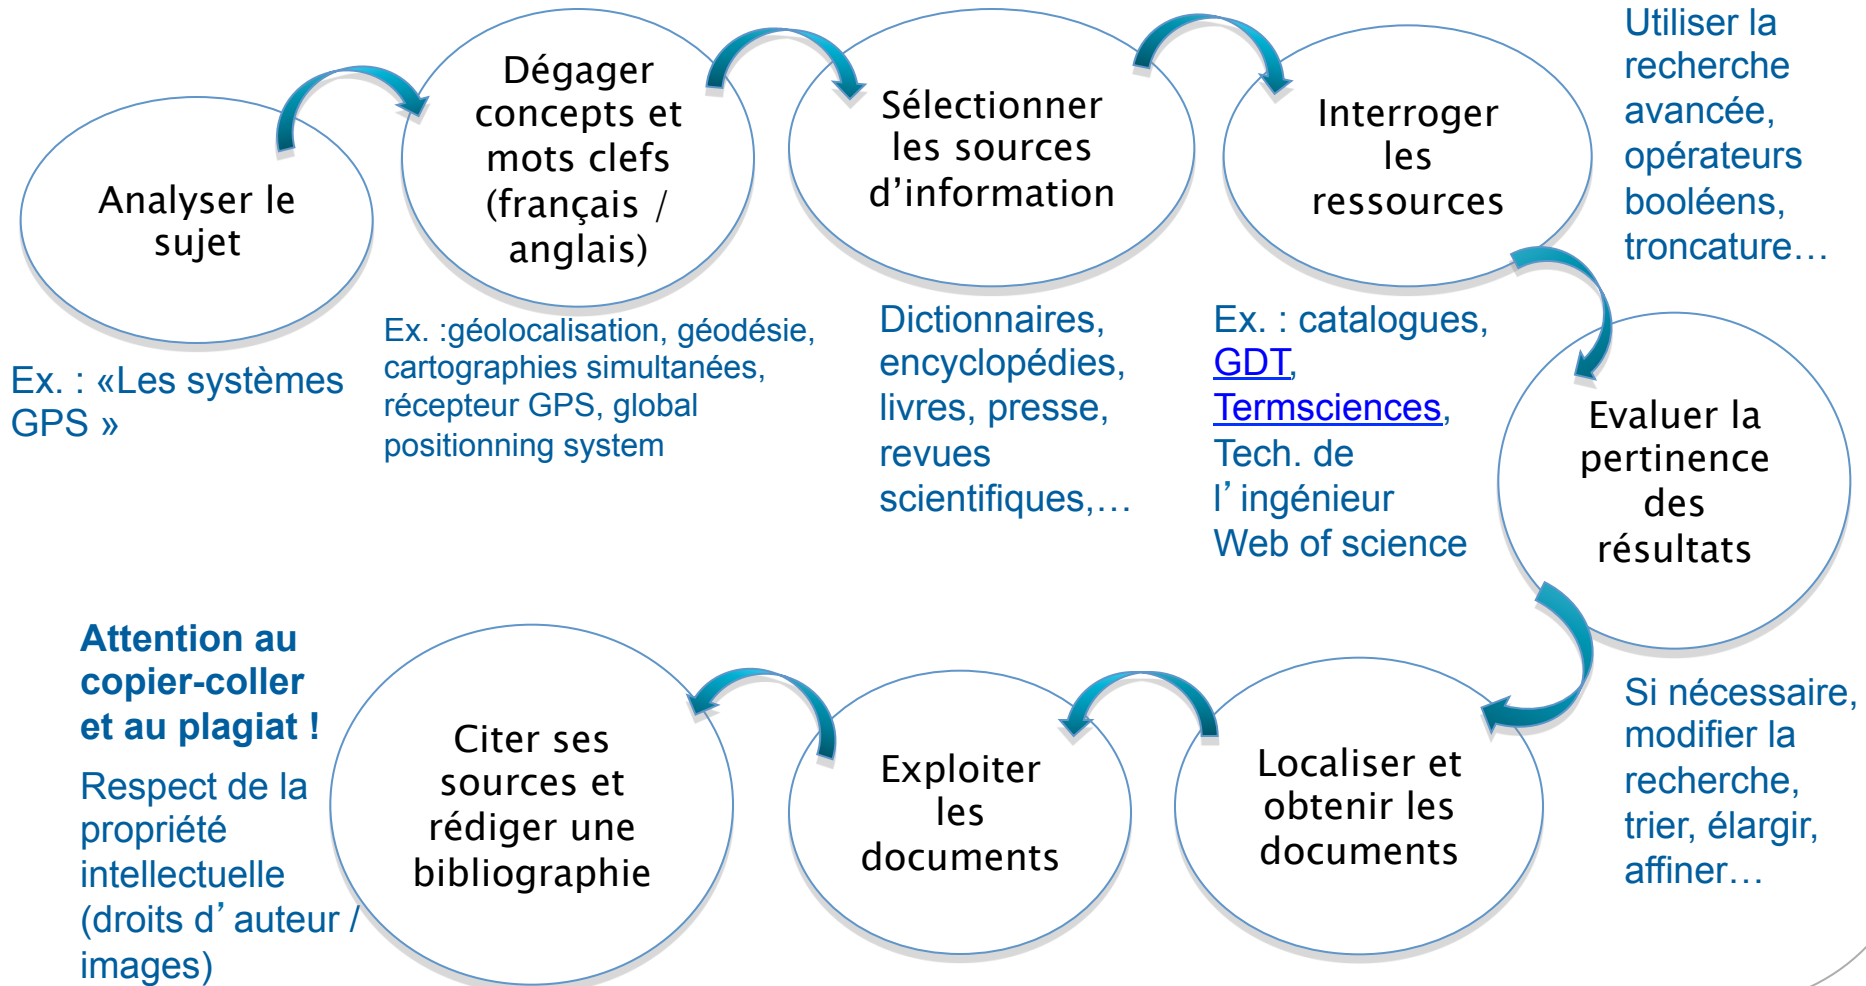 Analyser le
sujet
Ex. : «Les systèmes
GPS »
Dégager
concepts et
mots clefs
(français /
anglais)
Ex. :géolocalisation, géodésie,
cartographies simultanées,
récepteur GPS, global
positionning system
Sélectionner
les sources
d’information
Dictionnaires,
encyclopédies,
livres, presse,
revues
scientifiques,…
Interroger
les
ressources
Ex. : catalogues,
GDT,
Termsciences,
Tech. de
l’ ingénieur
Web of science
Utiliser la
recherche
avancée,
opérateurs
booléens,
troncature…
Evaluer la
pertinence
des
résultats
Si nécessaire,
modifier la
recherche,
trier, élargir,
affiner…
Localiser et
obtenir les
documents
Exploiter
les
documents
Citer ses
sources et
rédiger une
bibliographie
Attention au
copier-coller
et au plagiat !
Respect de la
propriété
intellectuelle
(droits d’ auteur /
images)